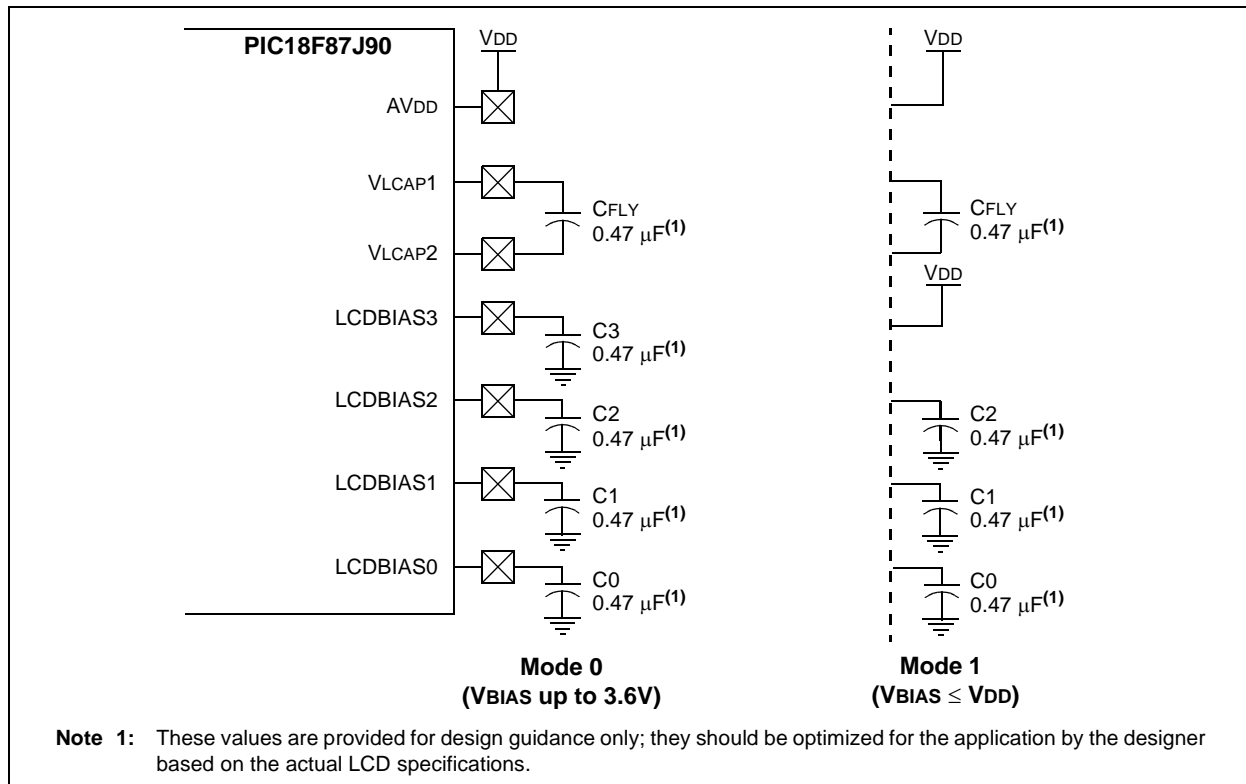 PIC18F87J90
VDD
AVDD
VLCAP1
CFLY
0.47 μF(1)
VLCAP2
LCDBIAS3
C3
0.47 μF(1)
LCDBIAS2
C2
0.47 μF(1)
LCDBIAS1
C1
0.47 μF(1)
LCDBIAS0
C0
0.47 μF(1)
Mode 0
(VBIAS up to 3.6V)
VDD
CFLY
0.47 μF(1)
VDD
C2
0.47 μF(1)
C1
0.47 μF(1)
C0
0.47 μF(1)
Mode 1
(VBIAS ≤ VDD)
Note 1: These values are provided for design guidance only; they should be optimized for the application by the designer
based on the actual LCD specifications.